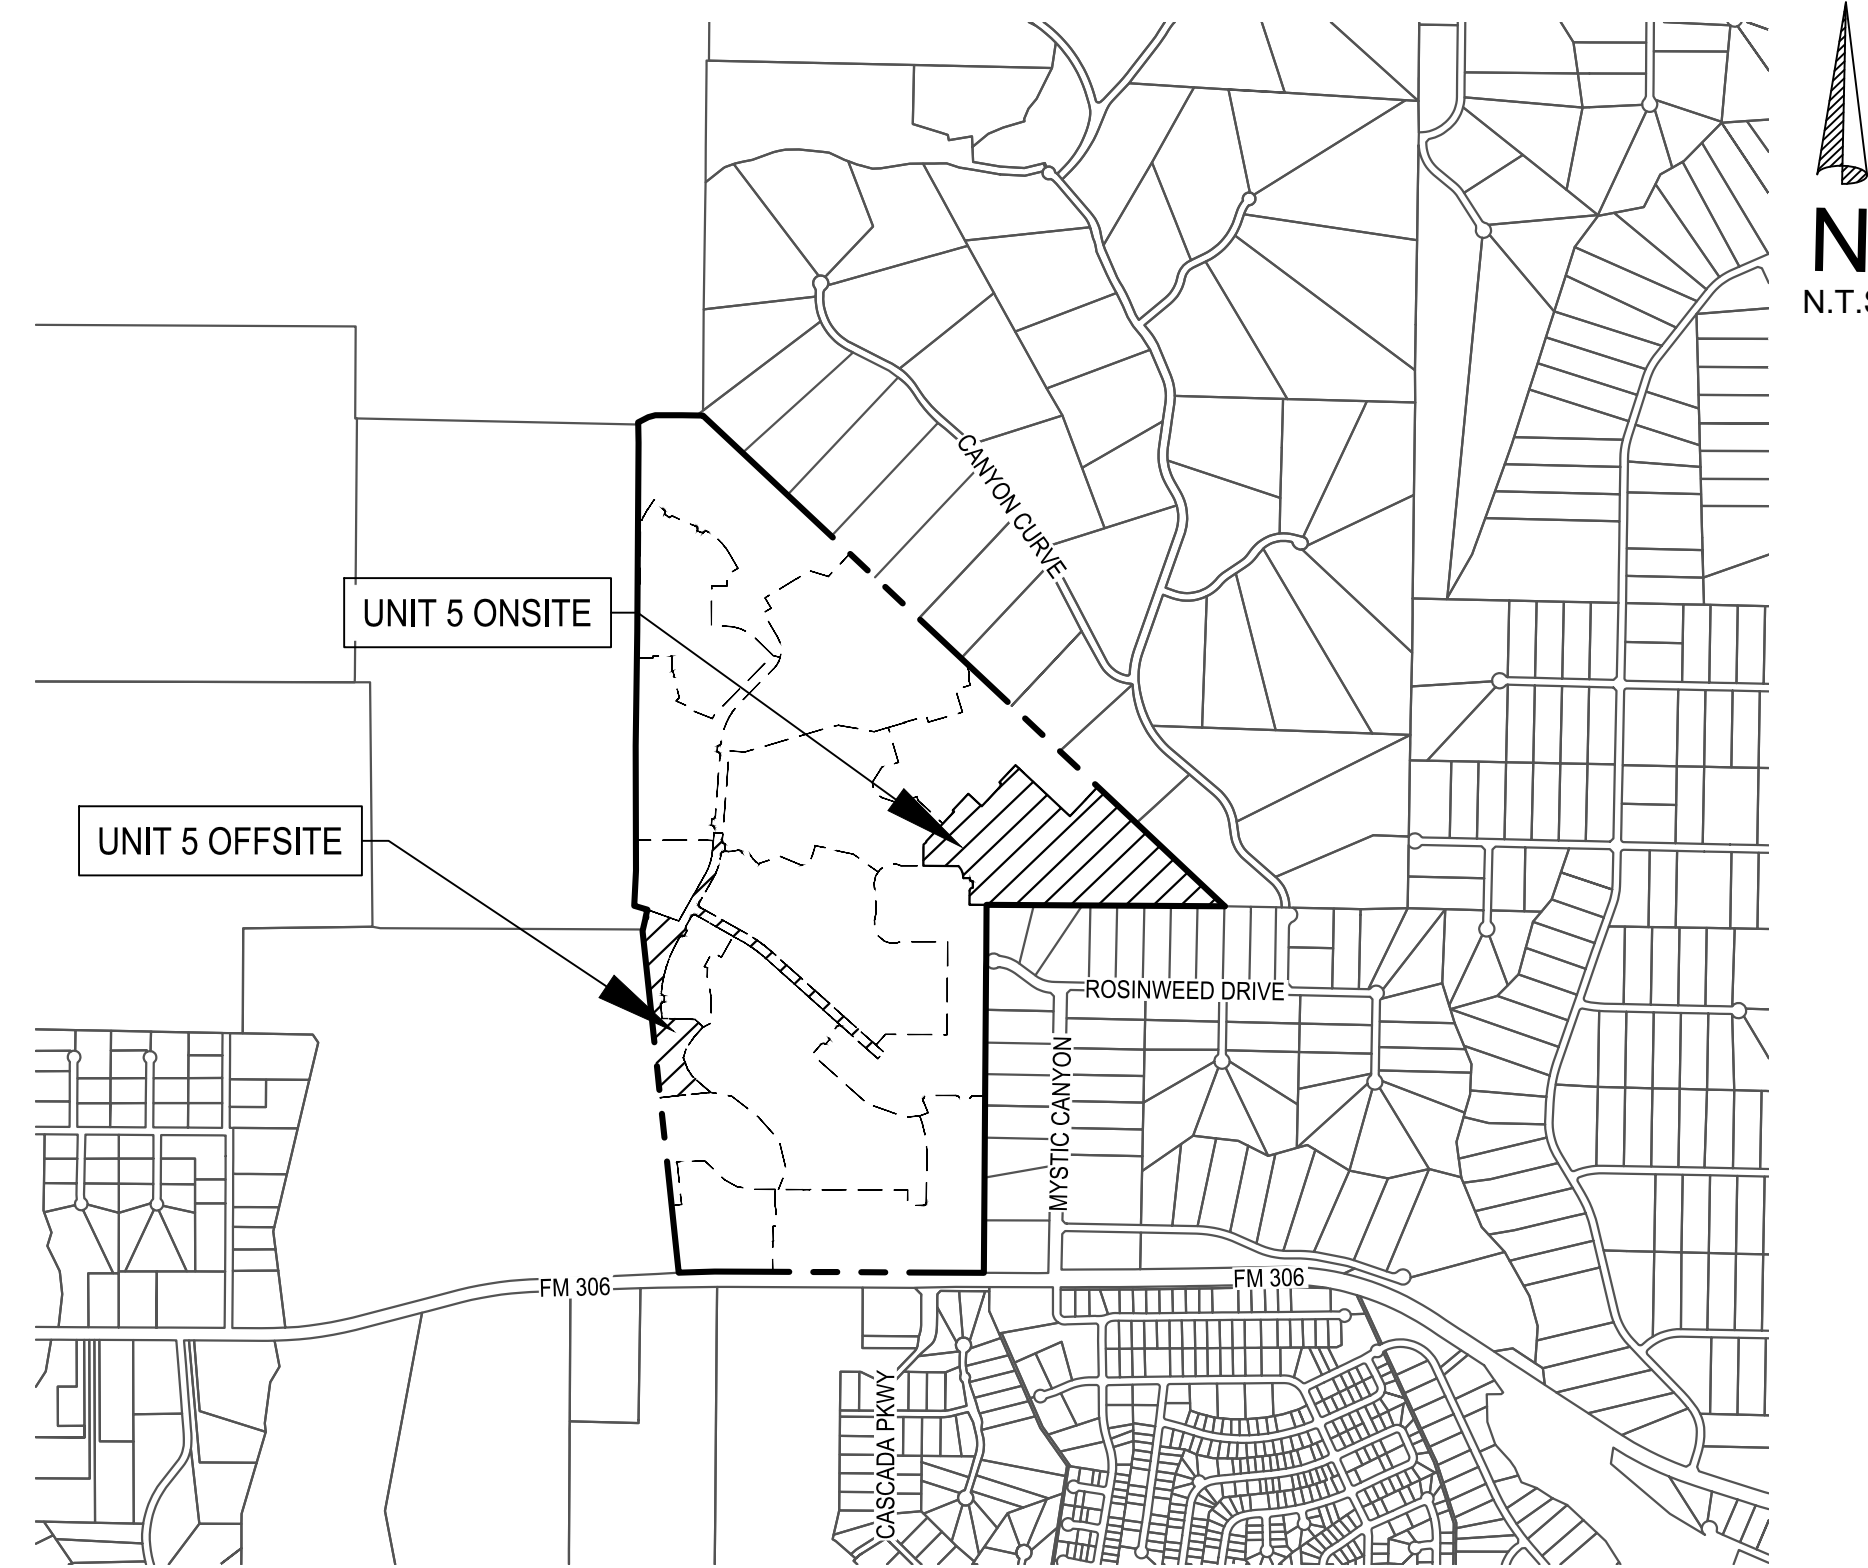 N
N.T.S
CANYON CURVE
UNIT 5 ONSITE
UNIT 5 OFFSITE
ROSINWEED DRIVE
MYSTIC CANYON
FM 306
FM 306
CASCADA PKWY